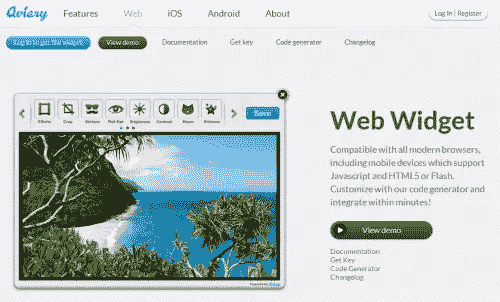 Aviary
Features
Web
iOS
Android
About
Log In | Register
Log in to get the widget
View demo
Documentation
Get key
Code generator
Changelog
Effects
Crop
Stickers
Red-Eye
Brightness
Contrast
Save
Powered by Aviary
Web Widget
Compatible with all modern browsers,
including mobile devices which support
Javascript and HTML5 or Flash.
Customize with our code generator and
integrate within minutes!
View demo
Documentation
Get Key
Code Generator
Changelog